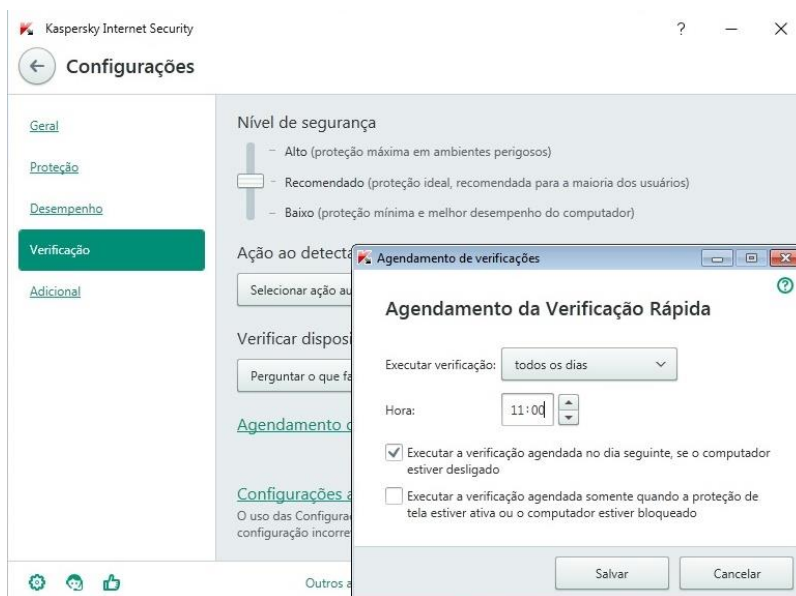 Kaspersky Internet Security
Configurações
Geral
Proteção
Desempenho
Verificação
Adicional
Nível de segurança
Alto (proteção máxima em ambientes perigosos)
Recomendado (proteção ideal, recomendada para a maioria dos usuários)
Baixo (proteção mínima e melhor desempenho do computador)
Ação ao detecta
Selecionar ação au
Verificar disposi
Perguntar o que fa
Agendamento d
Configurações a
O uso das Configura
configuração incorre
Outros a
Agendamento de verificações
Agendamento da Verificação Rápida
Executar verificação: todos os dias
Hora: 11:00
Executar a verificação agendada no dia seguinte, se o computador
estiver desligado
Executar a verificação agendada somente quando a proteção de
tela estiver ativa ou o computador estiver bloqueado
Salvar Cancelar